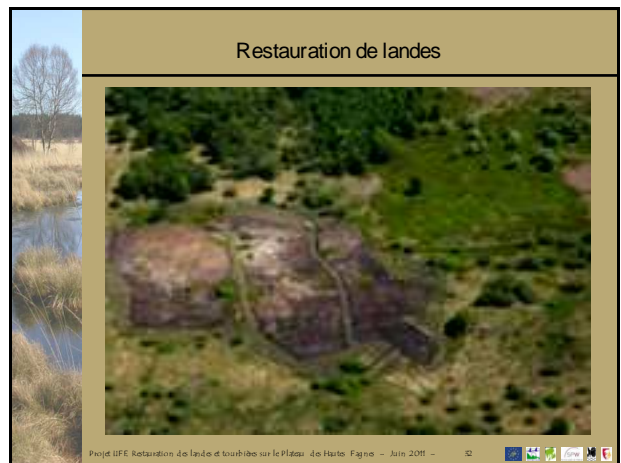 Restauration de landes
Projet LIFE Restauration des landes et tourbières sur le Plateau des Hautes Fagnes – Juin 2011 – 32